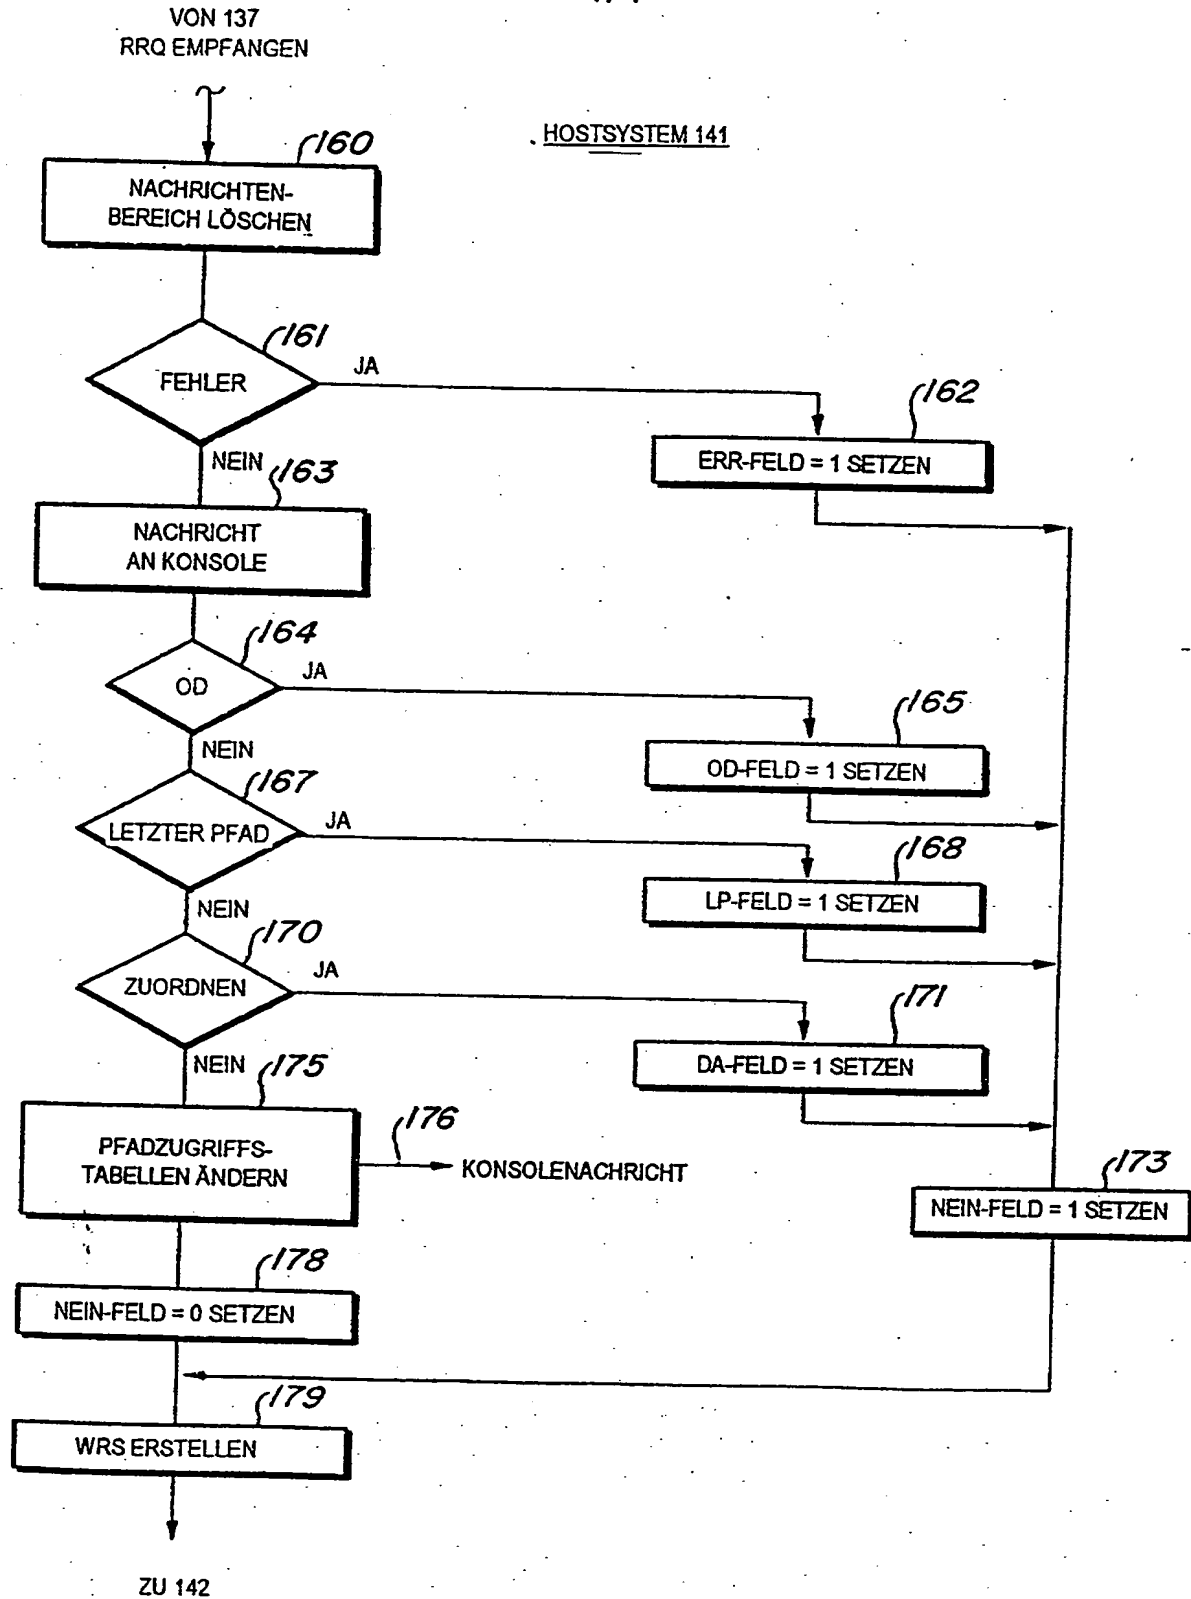 VON 137
RRQ EMPFANGEN
HOSTSYSTEM 141
160
NACHRICHTEN-
BEREICH LÖSCHEN
161
FEHLER
JA
162
ERR-FELD = 1 SETZEN
NEIN
163
NACHRICHT
AN KONSOLE
164
OD
JA
165
OD-FELD = 1 SETZEN
NEIN
167
LETZTER PFAD
JA
168
LP-FELD = 1 SETZEN
NEIN
170
ZUORDNEN
JA
171
DA-FELD = 1 SETZEN
NEIN
175
PFADZUGRIFFS-
TABELLEN ÄNDERN
176
KONSOLENACHRICHT
173
NEIN-FELD = 1 SETZEN
178
NEIN-FELD = 0 SETZEN
179
WRS ERSTELLEN
ZU 142